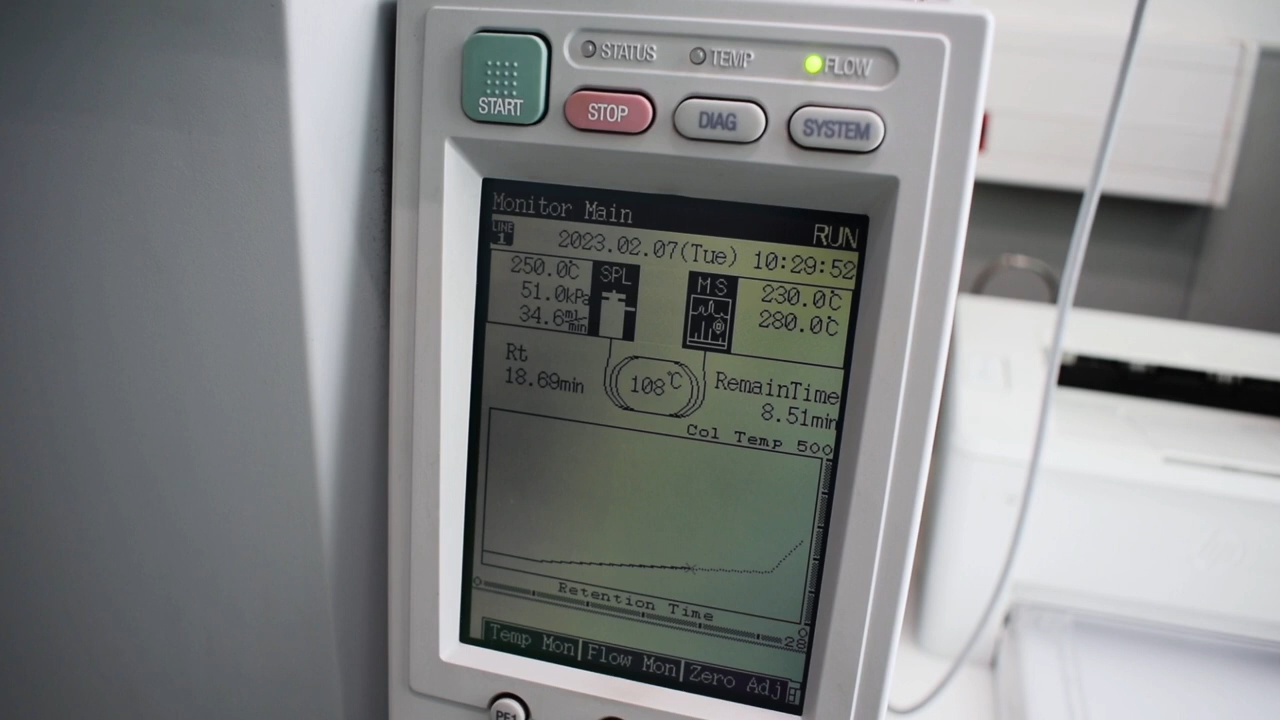 STATUS TEMP FLOW
START STOP DIAG SYSTEM
Monitor Main RUN
LINE 1 2023.02.07(Tue) 10:29:52
250.0℃ SPL MS 230.0℃
51.0kPa 280.0℃
34.6ml/min
Rt 108℃ RemainTime
18.69min 8.51min
Col Temp 500
0 Retention Time 0
28
Temp Mon Flow Mon Zero Adj
PF1